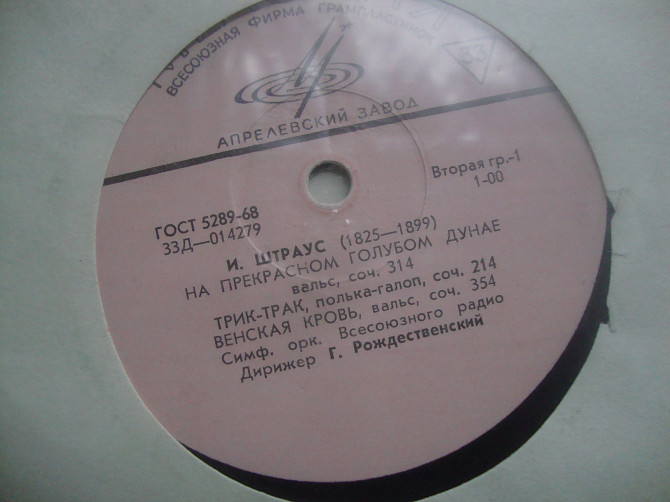 ВСЕСОЮЗНАЯ ФИРМА ГРАМПЛАСТИНОК
33
АПРЕЛЕВСКИЙ ЗАВОД
ГОСТ 5289-68
33Д—014279
Вторая гр.-1
1-00
И. ШТРАУС (1825—1899)
НА ПРЕКРАСНОМ ГОЛУБОМ ДУНАЕ
вальс, соч. 314
ТРИК-ТРАК, полька-галоп, соч. 214
ВЕНСКАЯ КРОВЬ, вальс, соч. 354
Симф. орк. Всесоюзного радио
Дирижер Г. Рождественский